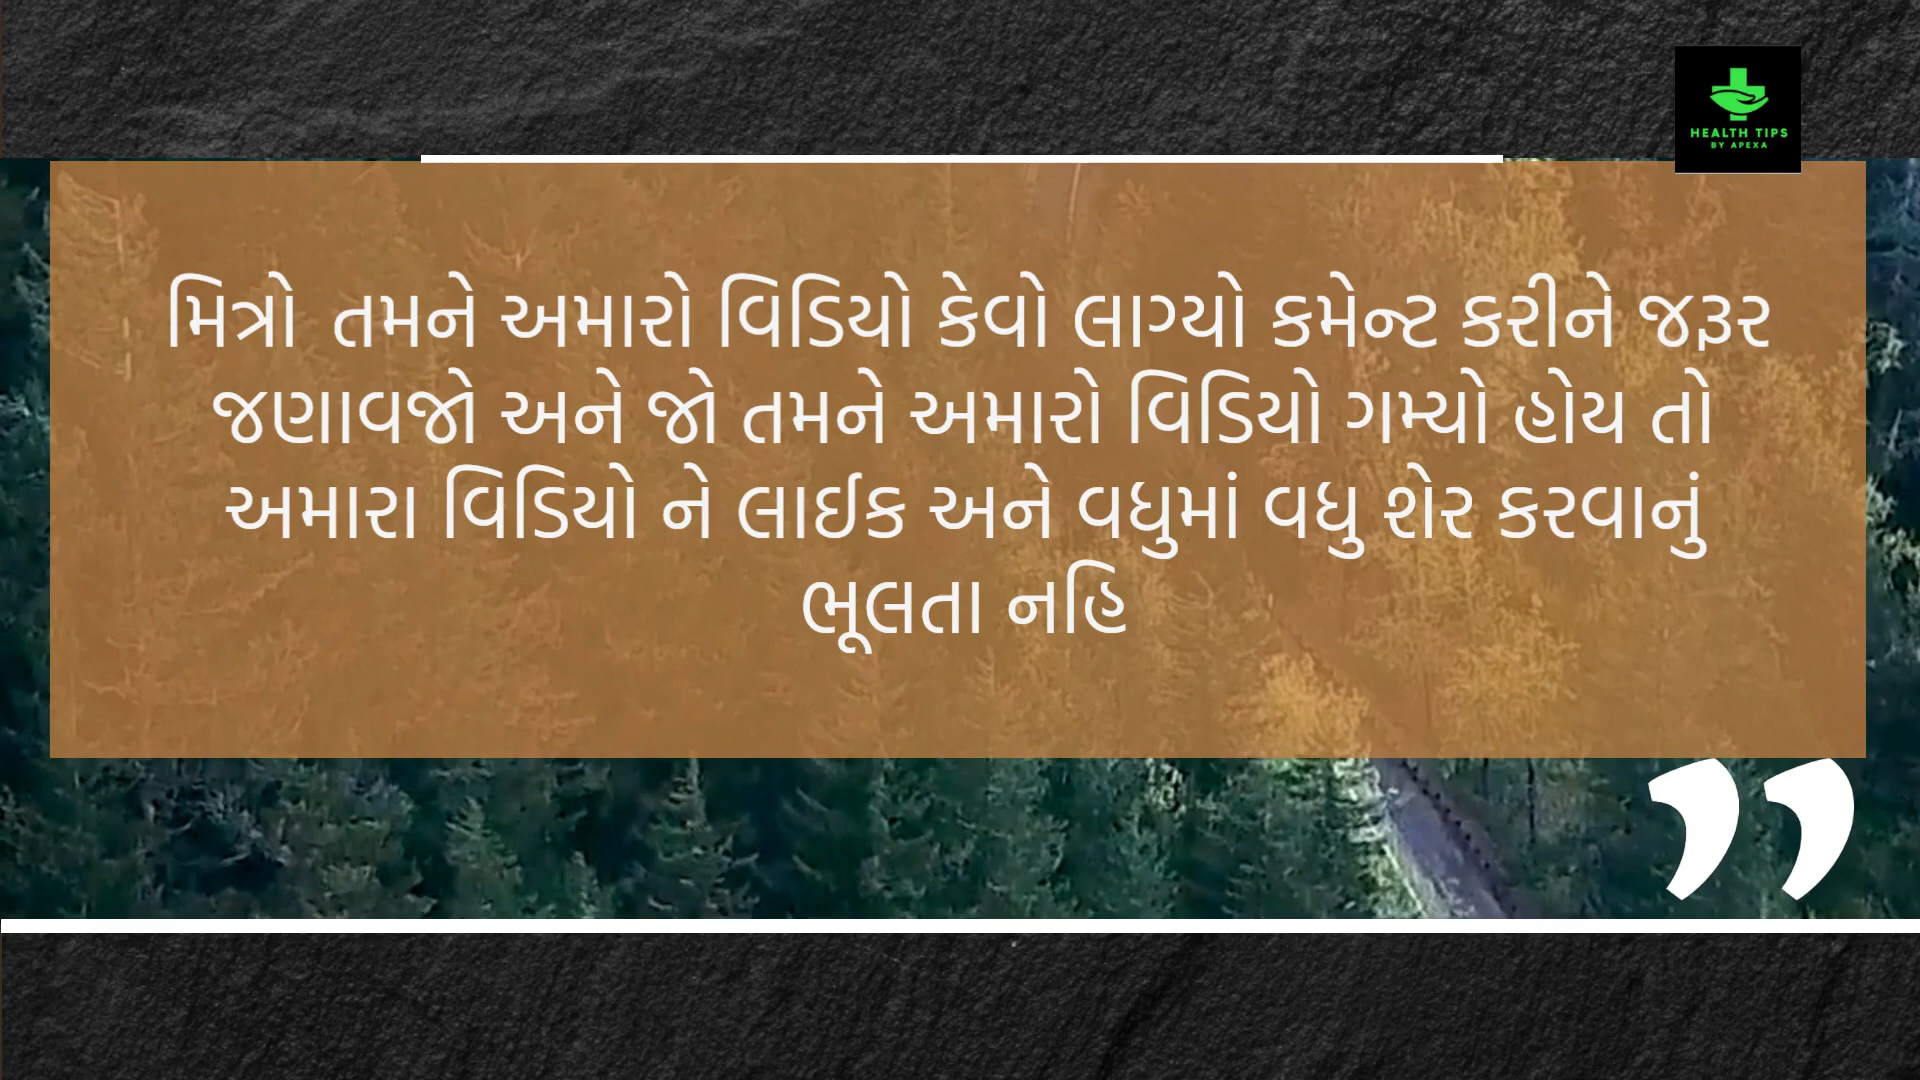 HEALTH TIPS
BY APEXA
મિત્રો તમને અમારો વિડિયો કેવો લાગ્યો કમેન્ટ કરીને જરૂર
જણાવજો અને જો તમને અમારો વિડિયો ગમ્યો હોય તો
અમારા વિડિયો ને લાઈક અને વધુમાં વધુ શેર કરવાનું
ભૂલતા નહિ
”